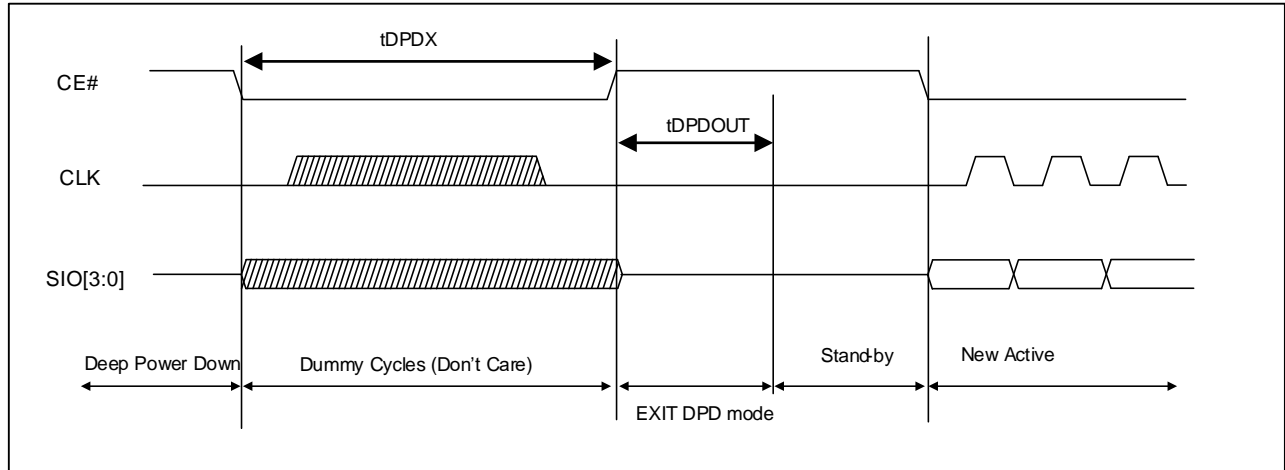 tDPDX
CE#
tDPDOUT
CLK
SIO[3:0]
Deep Power Down
Dummy Cycles (Don't Care)
Stand-by
New Active
EXIT DPD mode